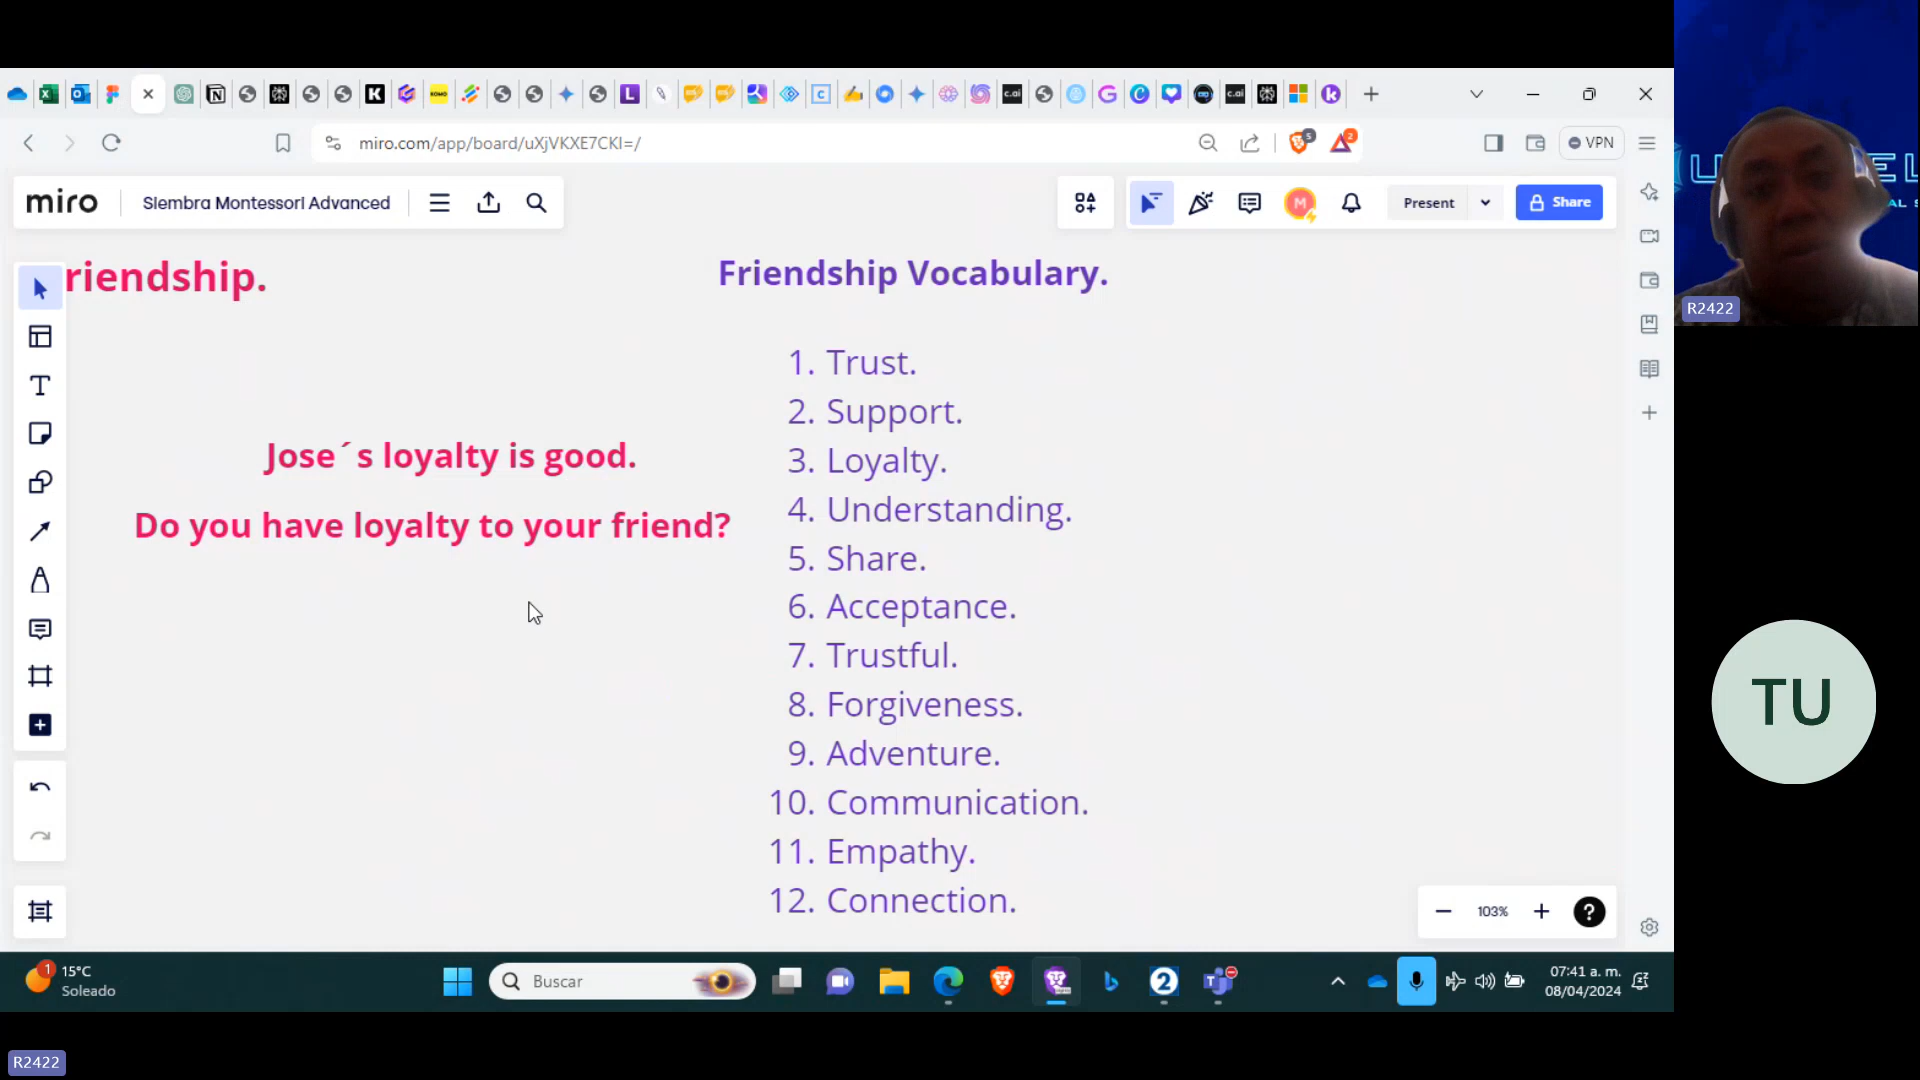 miro.com/app/board/uXjVKXE7CKI=/
5
2
VPN
miro
Siembra Montessori Advanced
M
Present
Share
R2422
riendship.
Friendship Vocabulary.
1. Trust.
2. Support.
Jose´s loyalty is good.
3. Loyalty.
4. Understanding.
Do you have loyalty to your friend?
5. Share.
6. Acceptance.
7. Trustful.
TU
8. Forgiveness.
9. Adventure.
10. Communication.
11. Empathy.
12. Connection.
103%
1
15°C
Soleado
Buscar
07:41 a. m.
08/04/2024
R2422